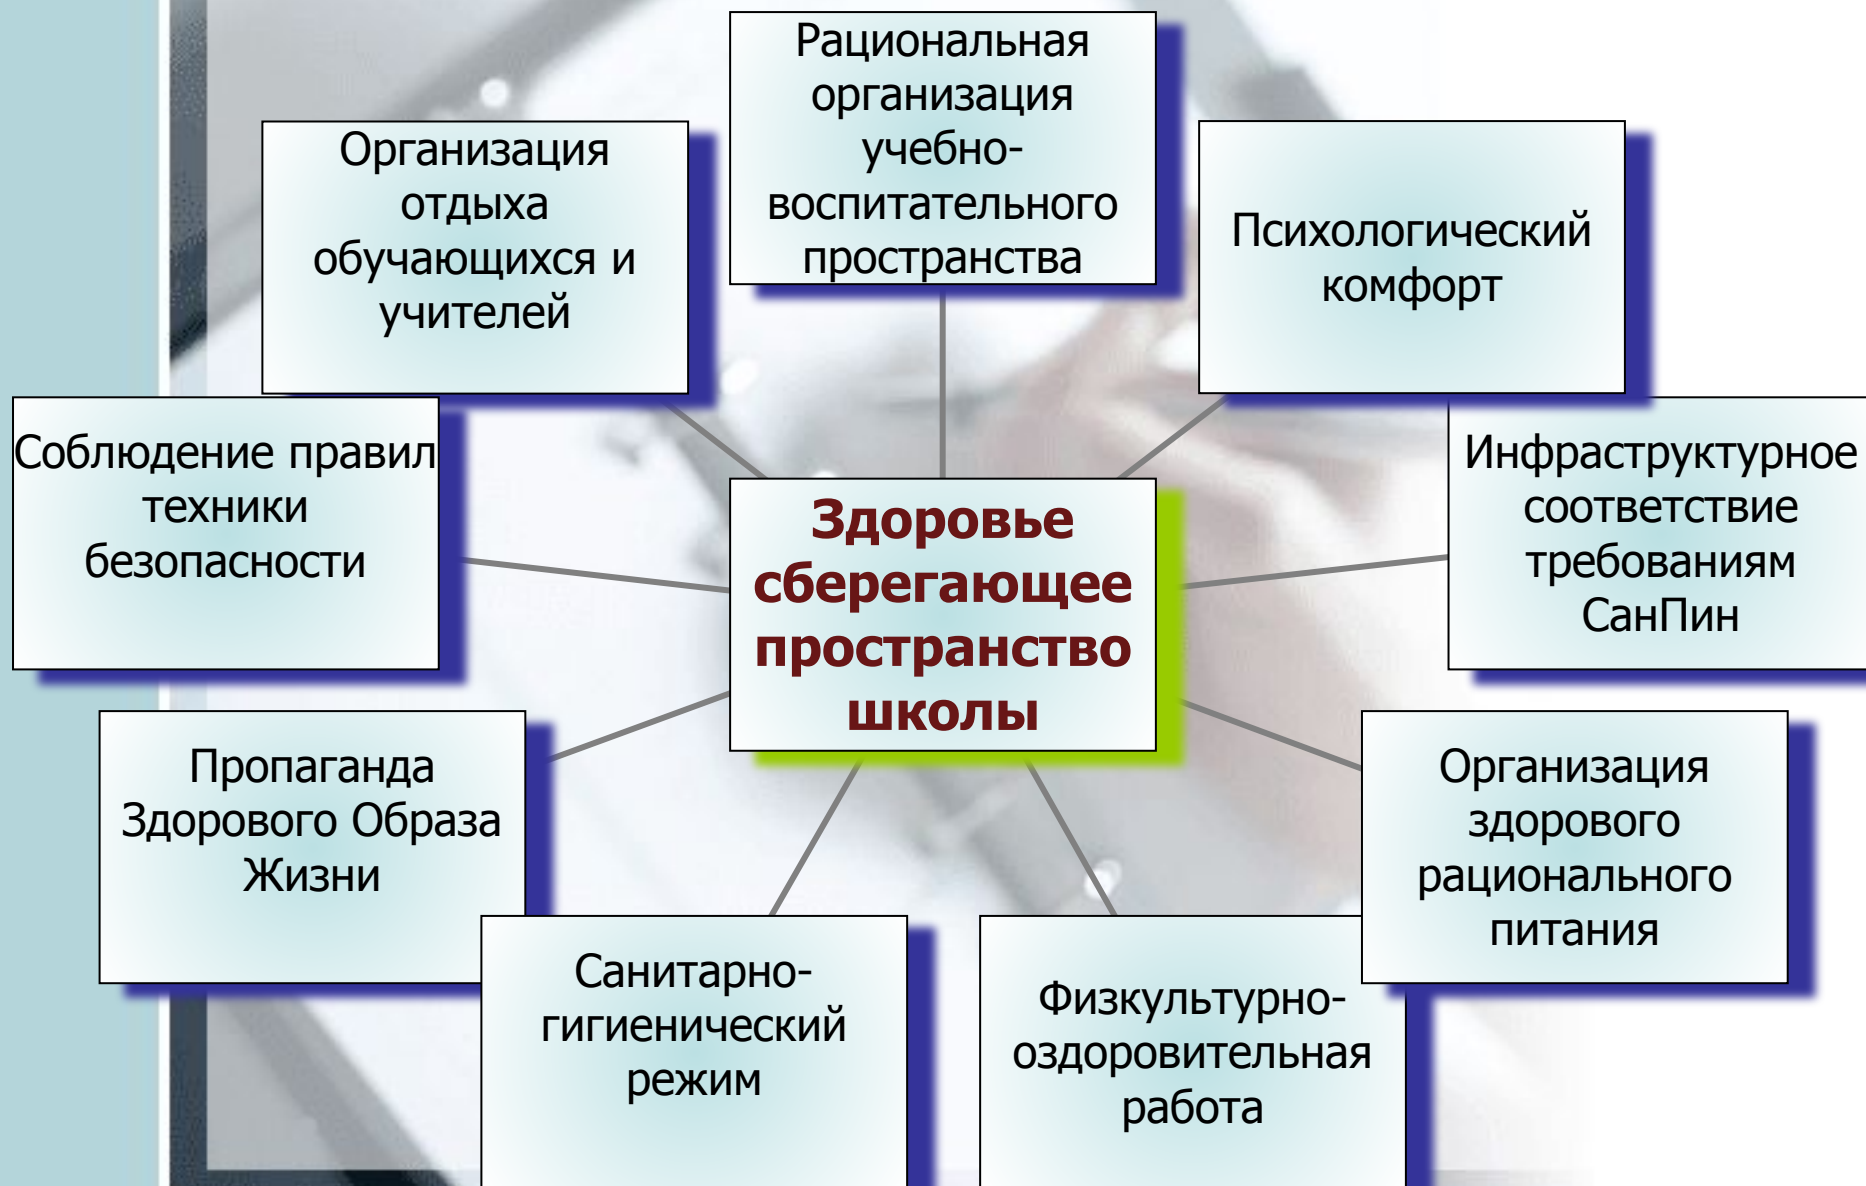 Рациональная
организация
учебно-
воспитательного
пространства
Организация
отдыха
обучающихся и
учителей
Психологический
комфорт
Соблюдение правил
техники
безопасности
Инфраструктурное
соответствие
требованиям
СанПин
Здоровье
сберегающее
пространство
школы
Пропаганда
Здорового Образа
Жизни
Организация
здорового
рационального
питания
Санитарно-
гигиенический
режим
Физкультурно-
оздоровительная
работа